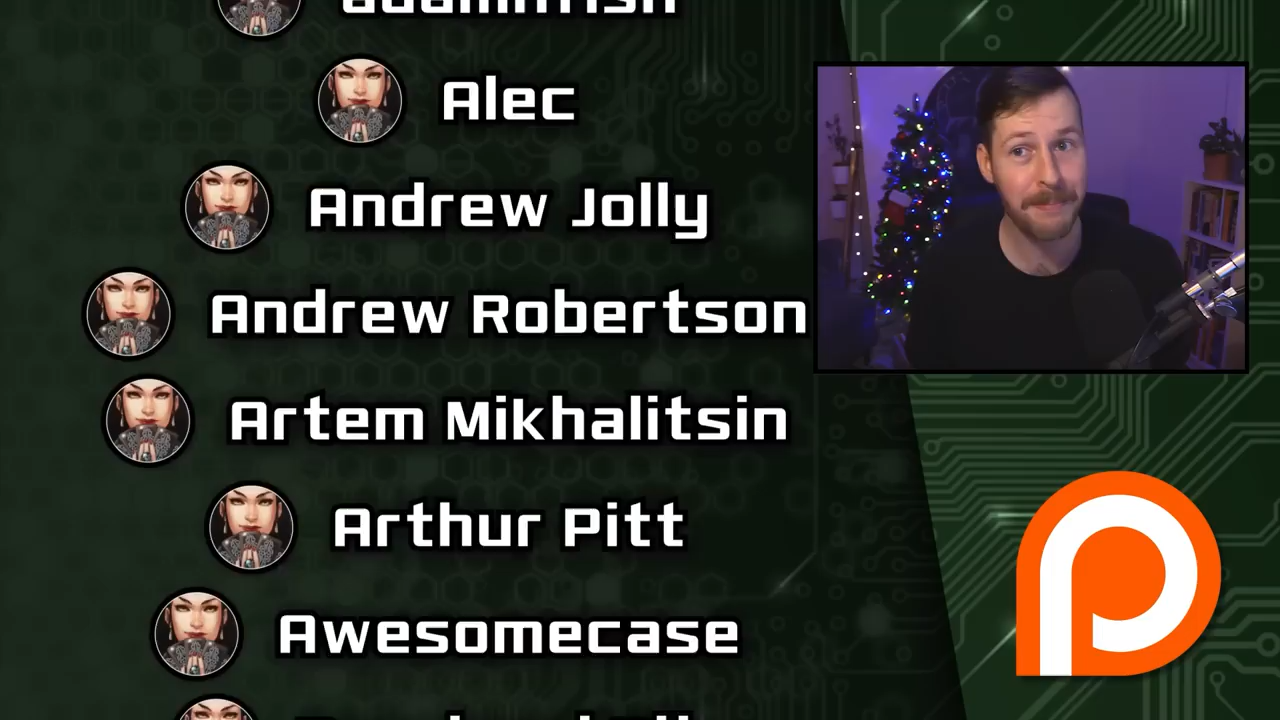 Alec
Andrew Jolly
Andrew Robertson
Artem Mikhalitsin
Arthur Pitt
Awesomecase